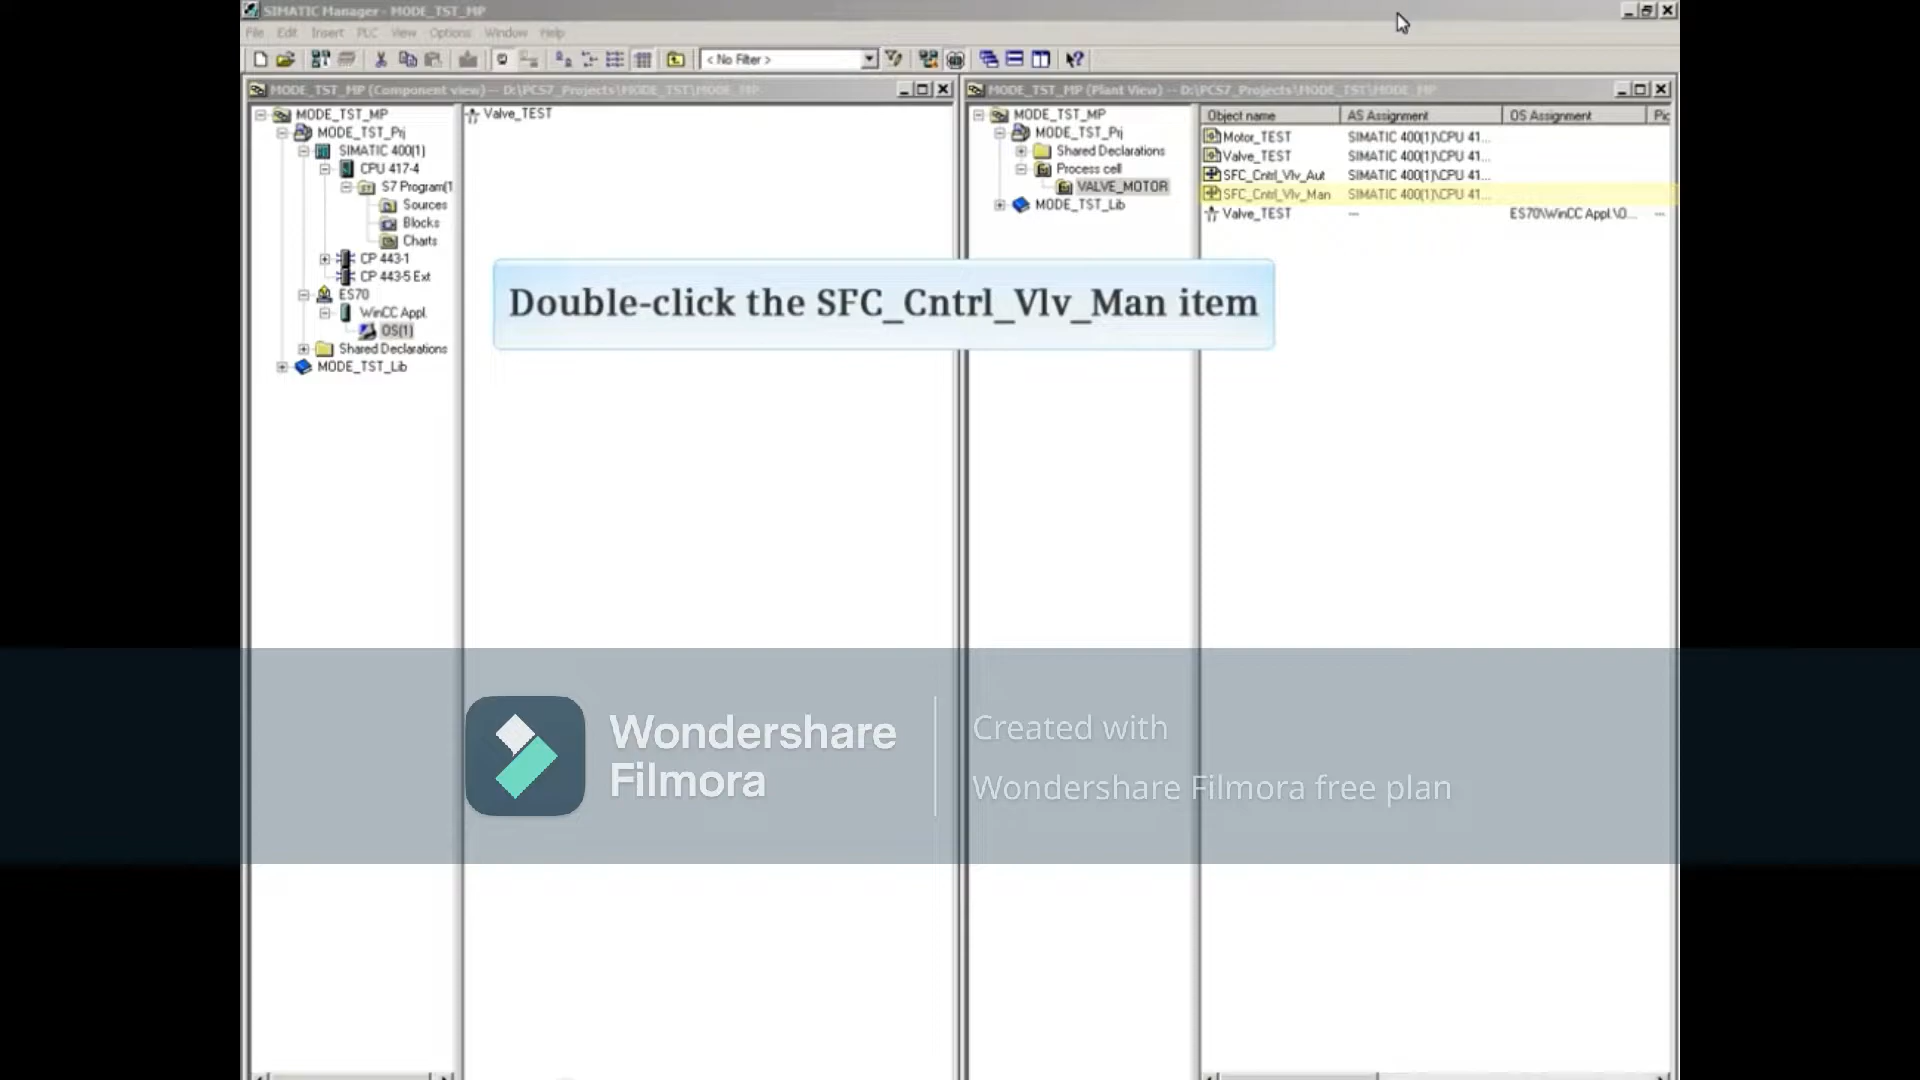 SIMATIC Manager - MODE_TST_MP
File Edit Insert PLC View Options Window Help
< No Filter >
MODE_TST_MP (Component view) -- D:\PCS7_Projects\MODE_TST\MODE_MP
MODE_TST_MP
MODE_TST_Prj
SIMATIC 400(1)
CPU 417-4
S7 Program(1
Sources
Blocks
Charts
CP 443-1
CP 443-5 Ext
ES70
WinCC Appl.
OS(1)
Shared Declarations
MODE_TST_Lib
Valve_TEST
MODE_TST_MP (Plant View) -- D:\PCS7_Projects\MODE_TST\MODE_MP
MODE_TST_MP
MODE_TST_Prj
Shared Declarations
Process cell
VALVE_MOTOR
MODE_TST_Lib
Object name AS Assignment OS Assignment Pic
Motor_TEST SIMATIC 400(1)\CPU 41...
Valve_TEST SIMATIC 400(1)\CPU 41...
SFC_Cntrl_Vlv_Aut SIMATIC 400(1)\CPU 41...
SFC_Cntrl_Vlv_Man SIMATIC 400(1)\CPU 41...
Valve_TEST --- ES70\WinCC Appl.\O... ---
Double-click the SFC_Cntrl_Vlv_Man item
Wondershare
Filmora
Created with
Wondershare Filmora free plan